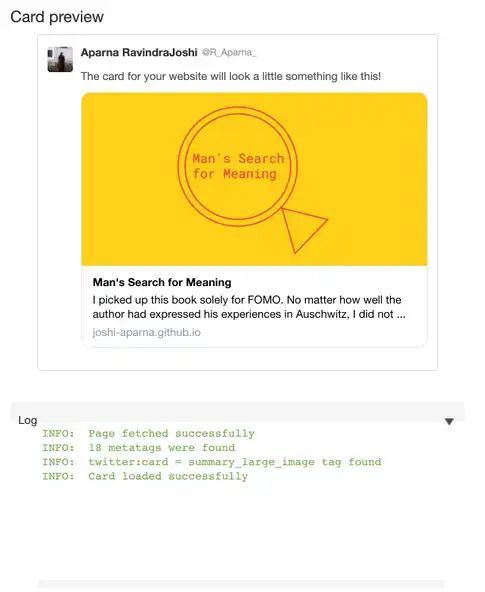 Card preview
Aparna RavindraJoshi @R_Aparna_
The card for your website will look a little something like this!
Man's Search
for Meaning
Man's Search for Meaning
I picked up this book solely for FOMO. No matter how well the
author had expressed his experiences in Auschwitz, I did not ...
joshi-aparna.github.io
Log
INFO: Page fetched successfully
INFO: 18 metatags were found
INFO: twitter:card = summary_large_image tag found
INFO: Card loaded successfully